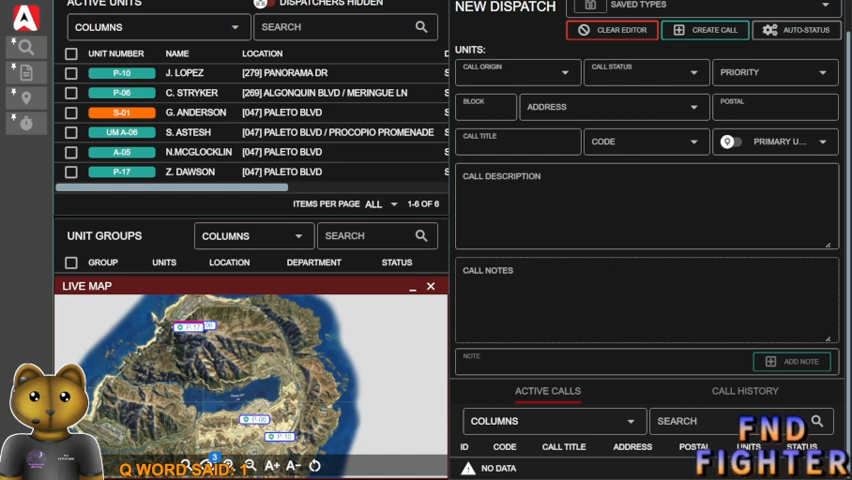 ACTIVE UNITS
DISPATCHERS HIDDEN
COLUMNS
SEARCH
UNIT NUMBER NAME LOCATION
P-10 J. LOPEZ [279] PANORAMA DR
P-06 C. STRYKER [269] ALGONQUIN BLVD / MERINGUE LN
S-01 G. ANDERSON [047] PALETO BLVD
UM A-06 S. ASTESH [047] PALETO BLVD / PROCOPIO PROMENADE
A-05 N.MCGLOCKLIN [047] PALETO BLVD
P-17 Z. DAWSON [047] PALETO BLVD
ITEMS PER PAGE ALL 1-6 OF 6
UNIT GROUPS
COLUMNS
SEARCH
GROUP UNITS LOCATION DEPARTMENT STATUS
LIVE MAP
P-17
P-06
P-10
3
A+ A-
Q WORD SAID: 1
NEW DISPATCH
SAVED TYPES
CLEAR EDITOR
CREATE CALL
AUTO-STATUS
UNITS:
CALL ORIGIN
CALL STATUS
PRIORITY
BLOCK
ADDRESS
POSTAL
CALL TITLE
CODE
PRIMARY U...
CALL DESCRIPTION
CALL NOTES
NOTE
ADD NOTE
ACTIVE CALLS
CALL HISTORY
COLUMNS
SEARCH
ID CODE CALL TITLE ADDRESS POSTAL UNITS STATUS
NO DATA
FND
FIGHTER